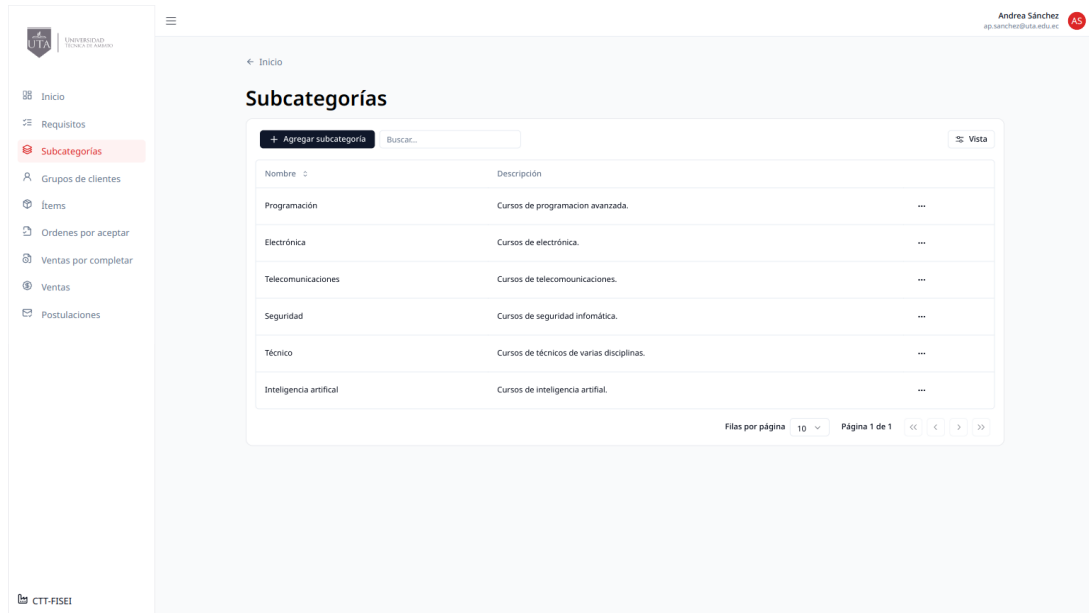 Andrea Sánchez
ap.sanchez@uta.edu.ec
AS
UTA
UNIVERSIDAD
TÉCNICA DE AMBATO
Inicio
Requisitos
Subcategorías
Grupos de clientes
Ítems
Ordenes por aceptar
Ventas por completar
Ventas
Postulaciones
CTT-FISEI
← Inicio
Subcategorías
+ Agregar subcategoría Buscar... Vista
Nombre Descripción
Programación Cursos de programacion avanzada. ...
Electrónica Cursos de electrónica. ...
Telecomunicaciones Cursos de telecomounicaciones. ...
Seguridad Cursos de seguridad infomática. ...
Técnico Cursos de técnicos de varias disciplinas. ...
Inteligencia artifical Cursos de inteligencia artifial. ...
Filas por página 10 Página 1 de 1 << < > >>